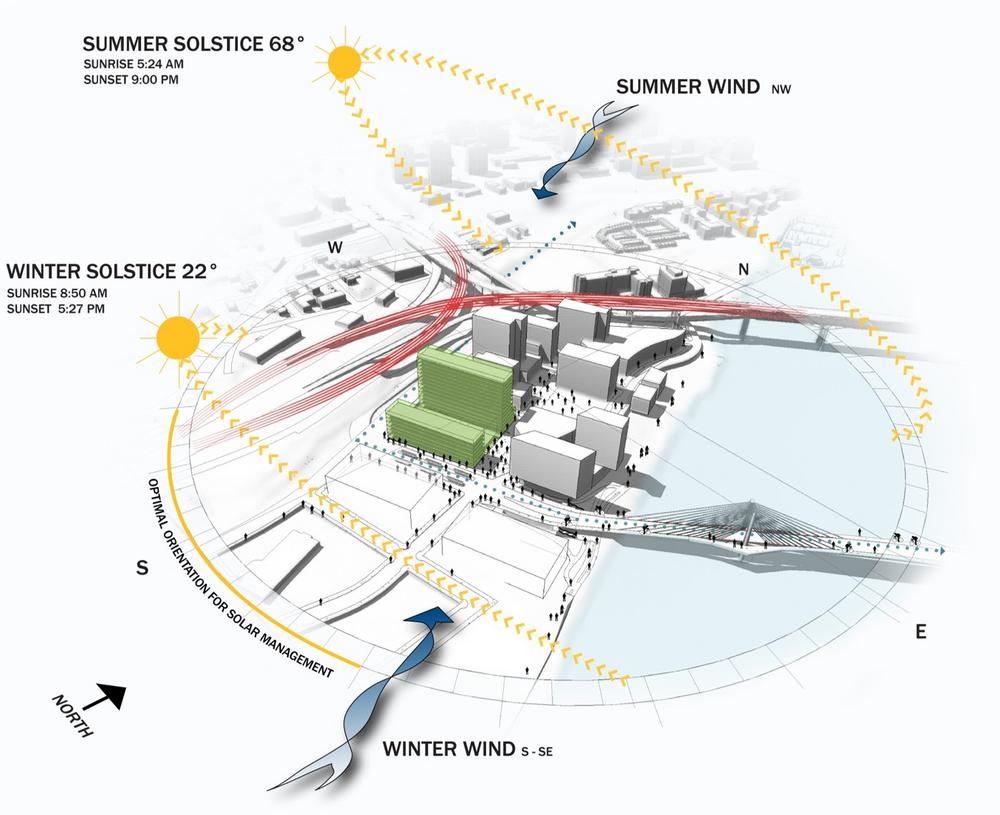 SUMMER SOLSTICE 68°
SUNRISE 5:24 AM
SUNSET 9:00 PM
SUMMER WIND NW
W
N
WINTER SOLSTICE 22°
SUNRISE 8:50 AM
SUNSET 5:27 PM
OPTIMAL ORIENTATION FOR SOLAR MANAGEMENT
S
E
NORTH
WINTER WIND S - SE